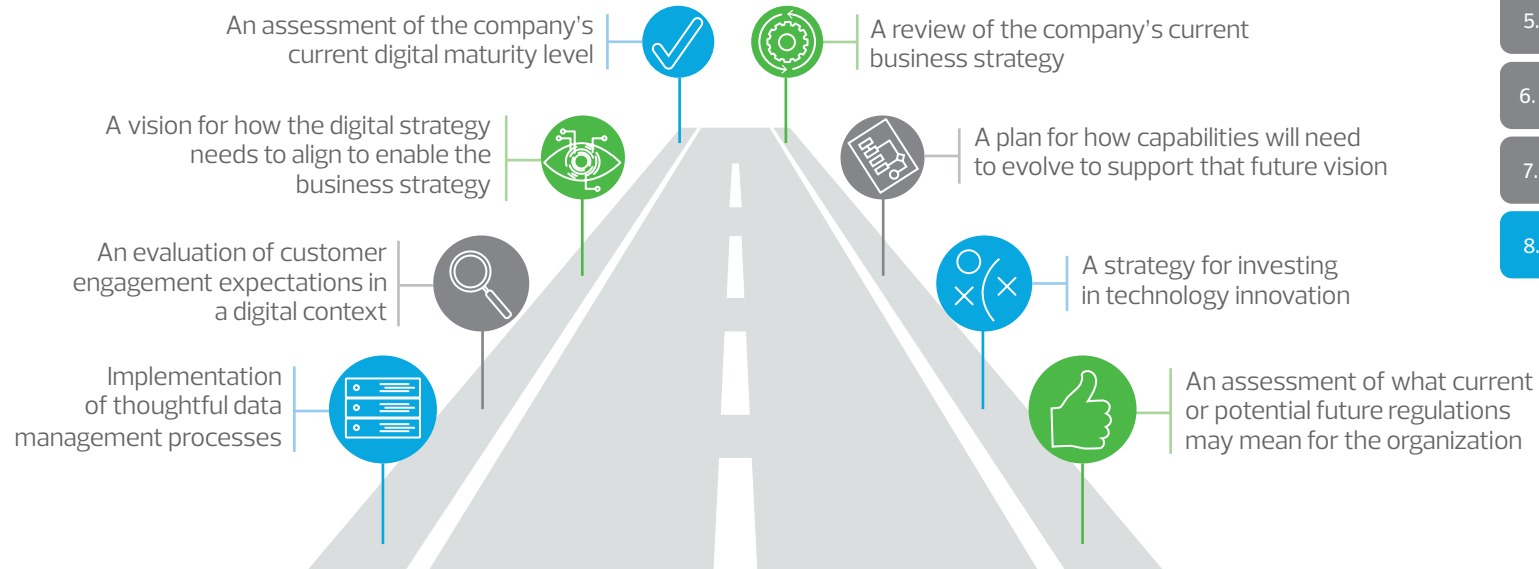 An assessment of the company’s
current digital maturity level
A review of the company’s current
business strategy
A vision for how the digital strategy
needs to align to enable the
business strategy
A plan for how capabilities will need
to evolve to support that future vision
An evaluation of customer
engagement expectations in
a digital context
A strategy for investing
in technology innovation
Implementation
of thoughtful data
management processes
An assessment of what current
or potential future regulations
may mean for the organization
5.
6.
7.
8.